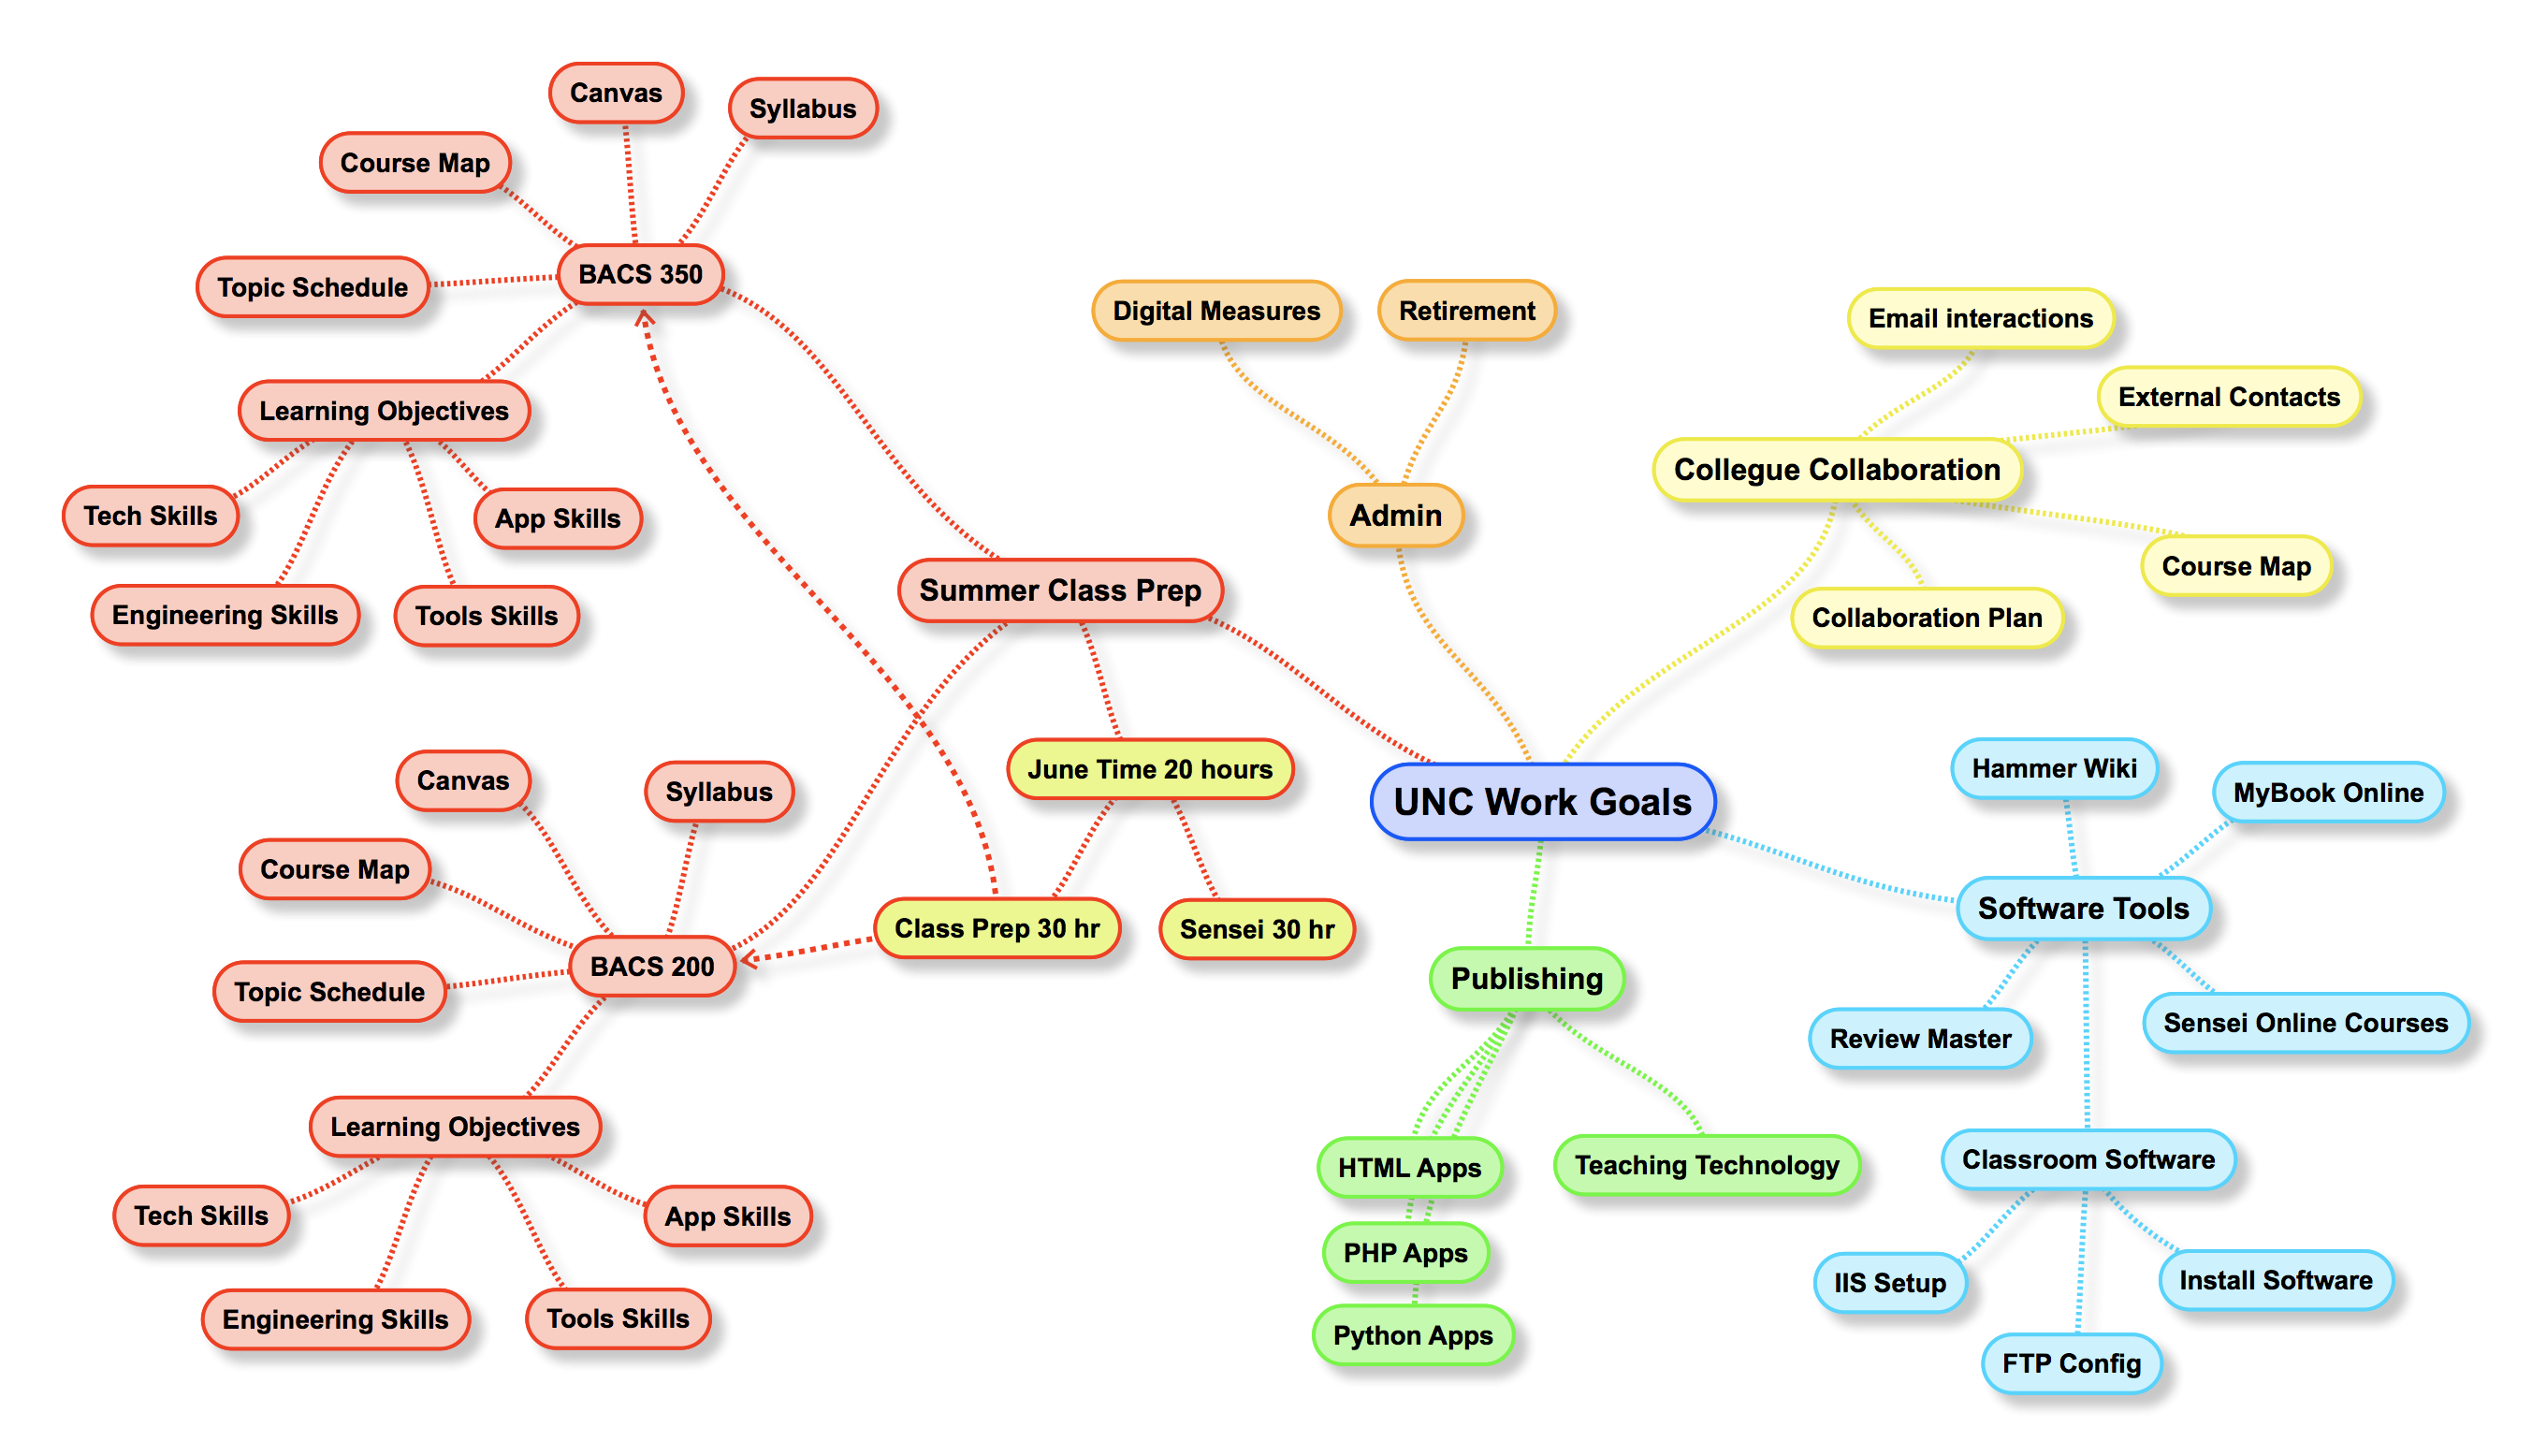 Canvas
Syllabus
Course Map
BACS 350
Topic Schedule
Learning Objectives
Tech Skills
App Skills
Engineering Skills
Tools Skills
Digital Measures
Retirement
Admin
Summer Class Prep
Email interactions
External Contacts
Collegue Collaboration
Course Map
Collaboration Plan
June Time 20 hours
Class Prep 30 hr
Sensei 30 hr
UNC Work Goals
Canvas
Syllabus
Course Map
BACS 200
Topic Schedule
Learning Objectives
Tech Skills
App Skills
Engineering Skills
Tools Skills
Publishing
HTML Apps
Teaching Technology
PHP Apps
Python Apps
Hammer Wiki
MyBook Online
Software Tools
Review Master
Sensei Online Courses
Classroom Software
IIS Setup
Install Software
FTP Config